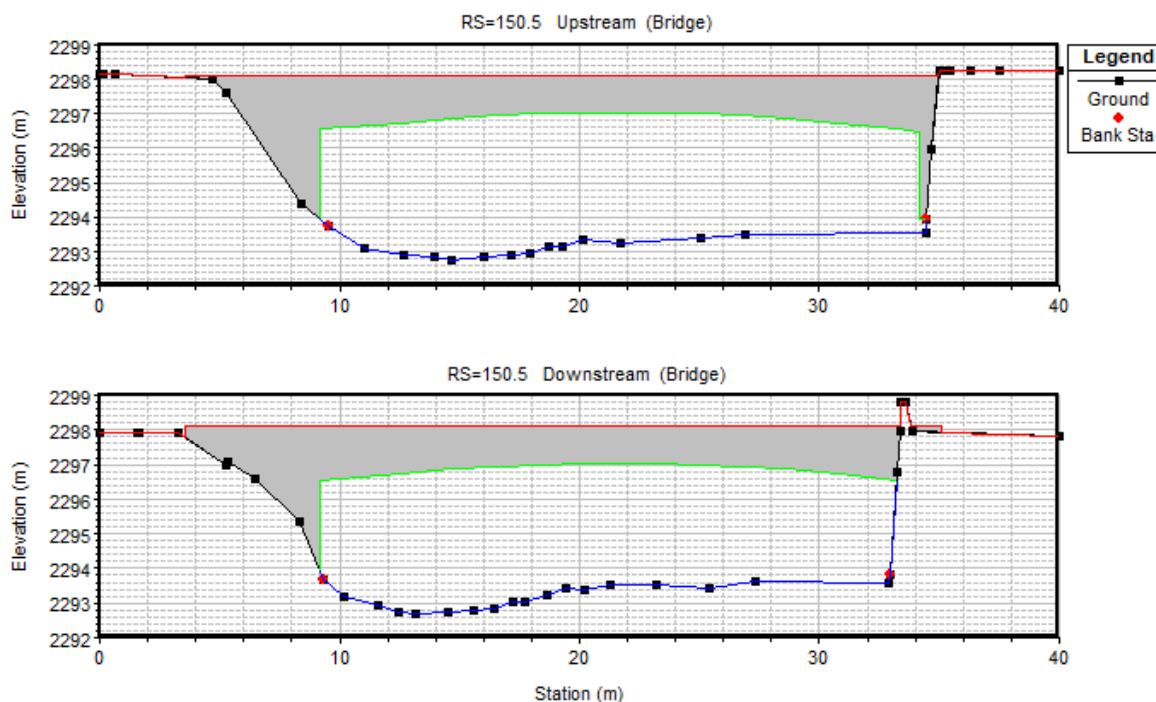 RS=150.5 Upstream (Bridge)
2299
2298
2297
2296
2295
2294
2293
2292
Elevation (m)
0 10 20 30 40
Legend
Ground
Bank Sta
RS=150.5 Downstream (Bridge)
2299
2298
2297
2296
2295
2294
2293
2292
Elevation (m)
0 10 20 30 40
Station (m)